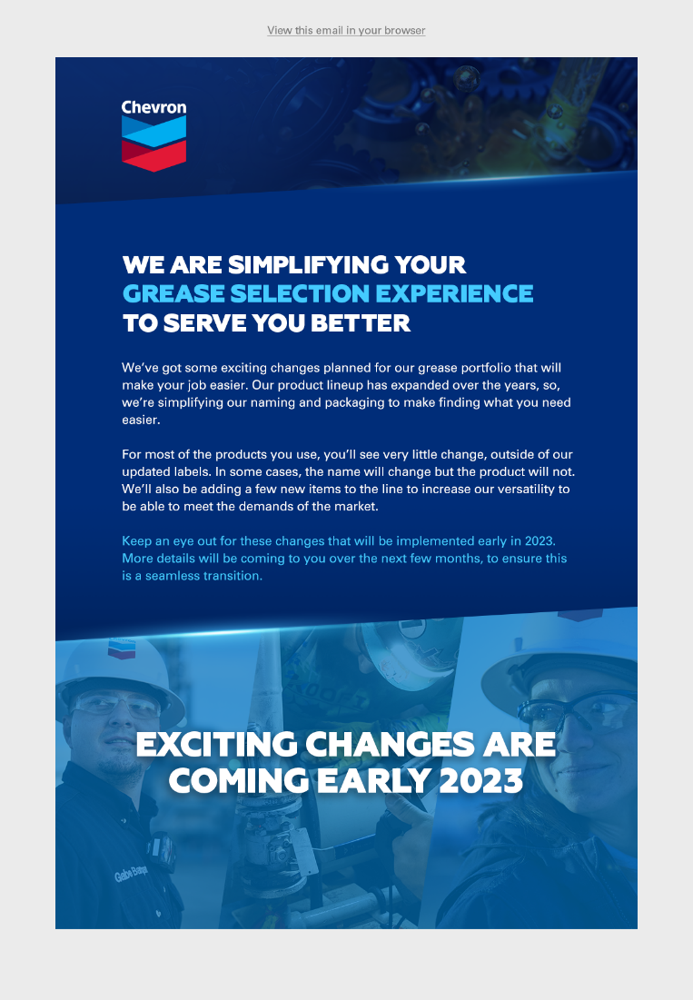 View this email in your browser
Chevron
WE ARE SIMPLIFYING YOUR
GREASE SELECTION EXPERIENCE
TO SERVE YOU BETTER
We’ve got some exciting changes planned for our grease portfolio that will
make your job easier. Our product lineup has expanded over the years, so,
we’re simplifying our naming and packaging to make finding what you need
easier.
For most of the products you use, you’ll see very little change, outside of our
updated labels. In some cases, the name will change but the product will not.
We’ll also be adding a few new items to the line to increase our versatility to
be able to meet the demands of the market.
Keep an eye out for these changes that will be implemented early in 2023.
More details will be coming to you over the next few months, to ensure this
is a seamless transition.
EXCITING CHANGES ARE
COMING EARLY 2023
Gabe